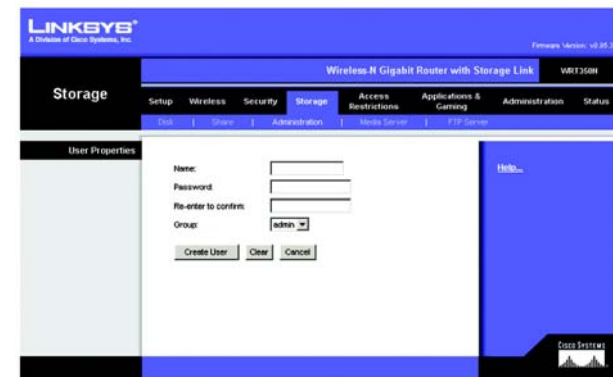 LINKSYS®
A Division of Cisco Systems, Inc.
Firmware Version: v0.95.3
Wireless-N Gigabit Router with Storage Link WRT350N
Storage
Setup Wireless Security Storage Access Restrictions Applications & Gaming Administration Status
Disk | Share | Administration | Media Server | FTP Server
User Properties
Name:
Password:
Re-enter to confirm:
Group: admin
Create User Clear Cancel
Help...
CISCO SYSTEMS